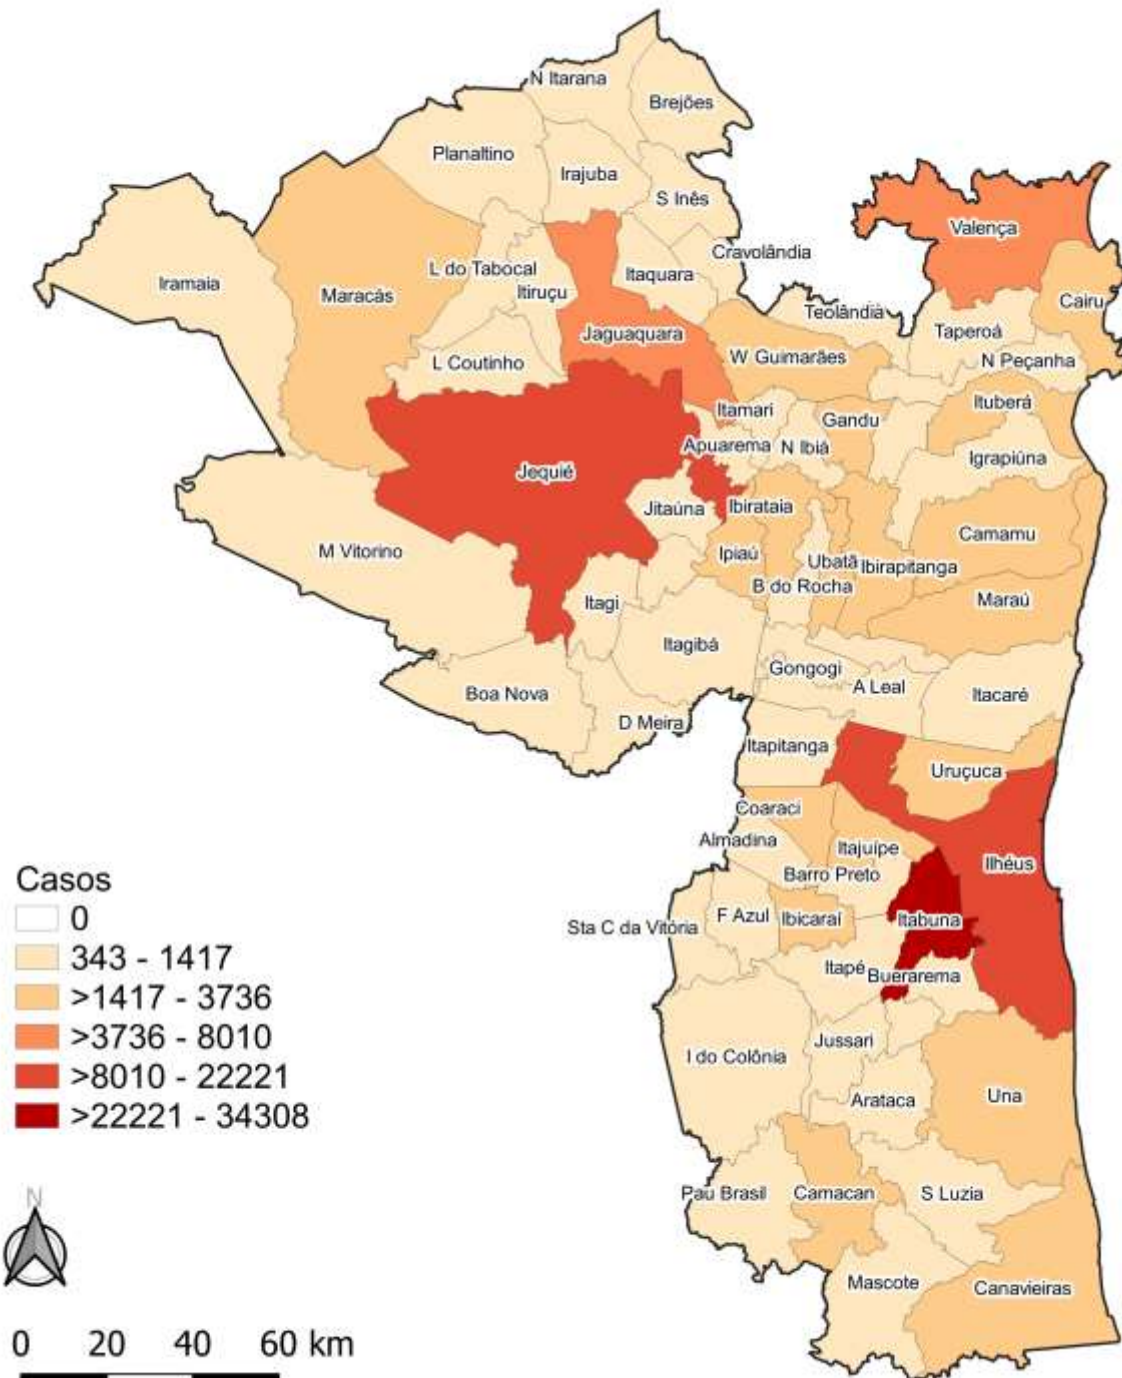 N Itarana
Brejões
Planaltino
Irajuba
S Inês
Valença
Cravolândia
L do Tabocal
Itaquara
Iramaia
Itiruçu
Maracás
Cairu
Teolândia
Taperoá
Jaguaquara
W Guimarães
L Coutinho
N Peçanha
Itamari
Ituberá
Gandu
Apuarema
N Ibiá
Igrapiúna
Jequié
Jitaúna
Ibirataia
Camamu
M Vitorino
Ipiaú
Ubatã
Ibirapitanga
B do Rocha
Itagi
Maraú
Itagibá
Gongogi
A Leal
Boa Nova
Itacaré
D Meira
Itapitanga
Uruçuca
Coaraci
Almadina
Itajuípe
Ilhéus
Barro Preto
F Azul
Ibicaraí
Itabuna
Sta C da Vitória
Itapé
Buerarema
Jussari
I do Colônia
Arataca
Una
Pau Brasil
Camacan
S Luzia
Mascote
Canavieiras
Casos
0
343 - 1417
>1417 - 3736
>3736 - 8010
>8010 - 22221
>22221 - 34308
N
0 20 40 60 km